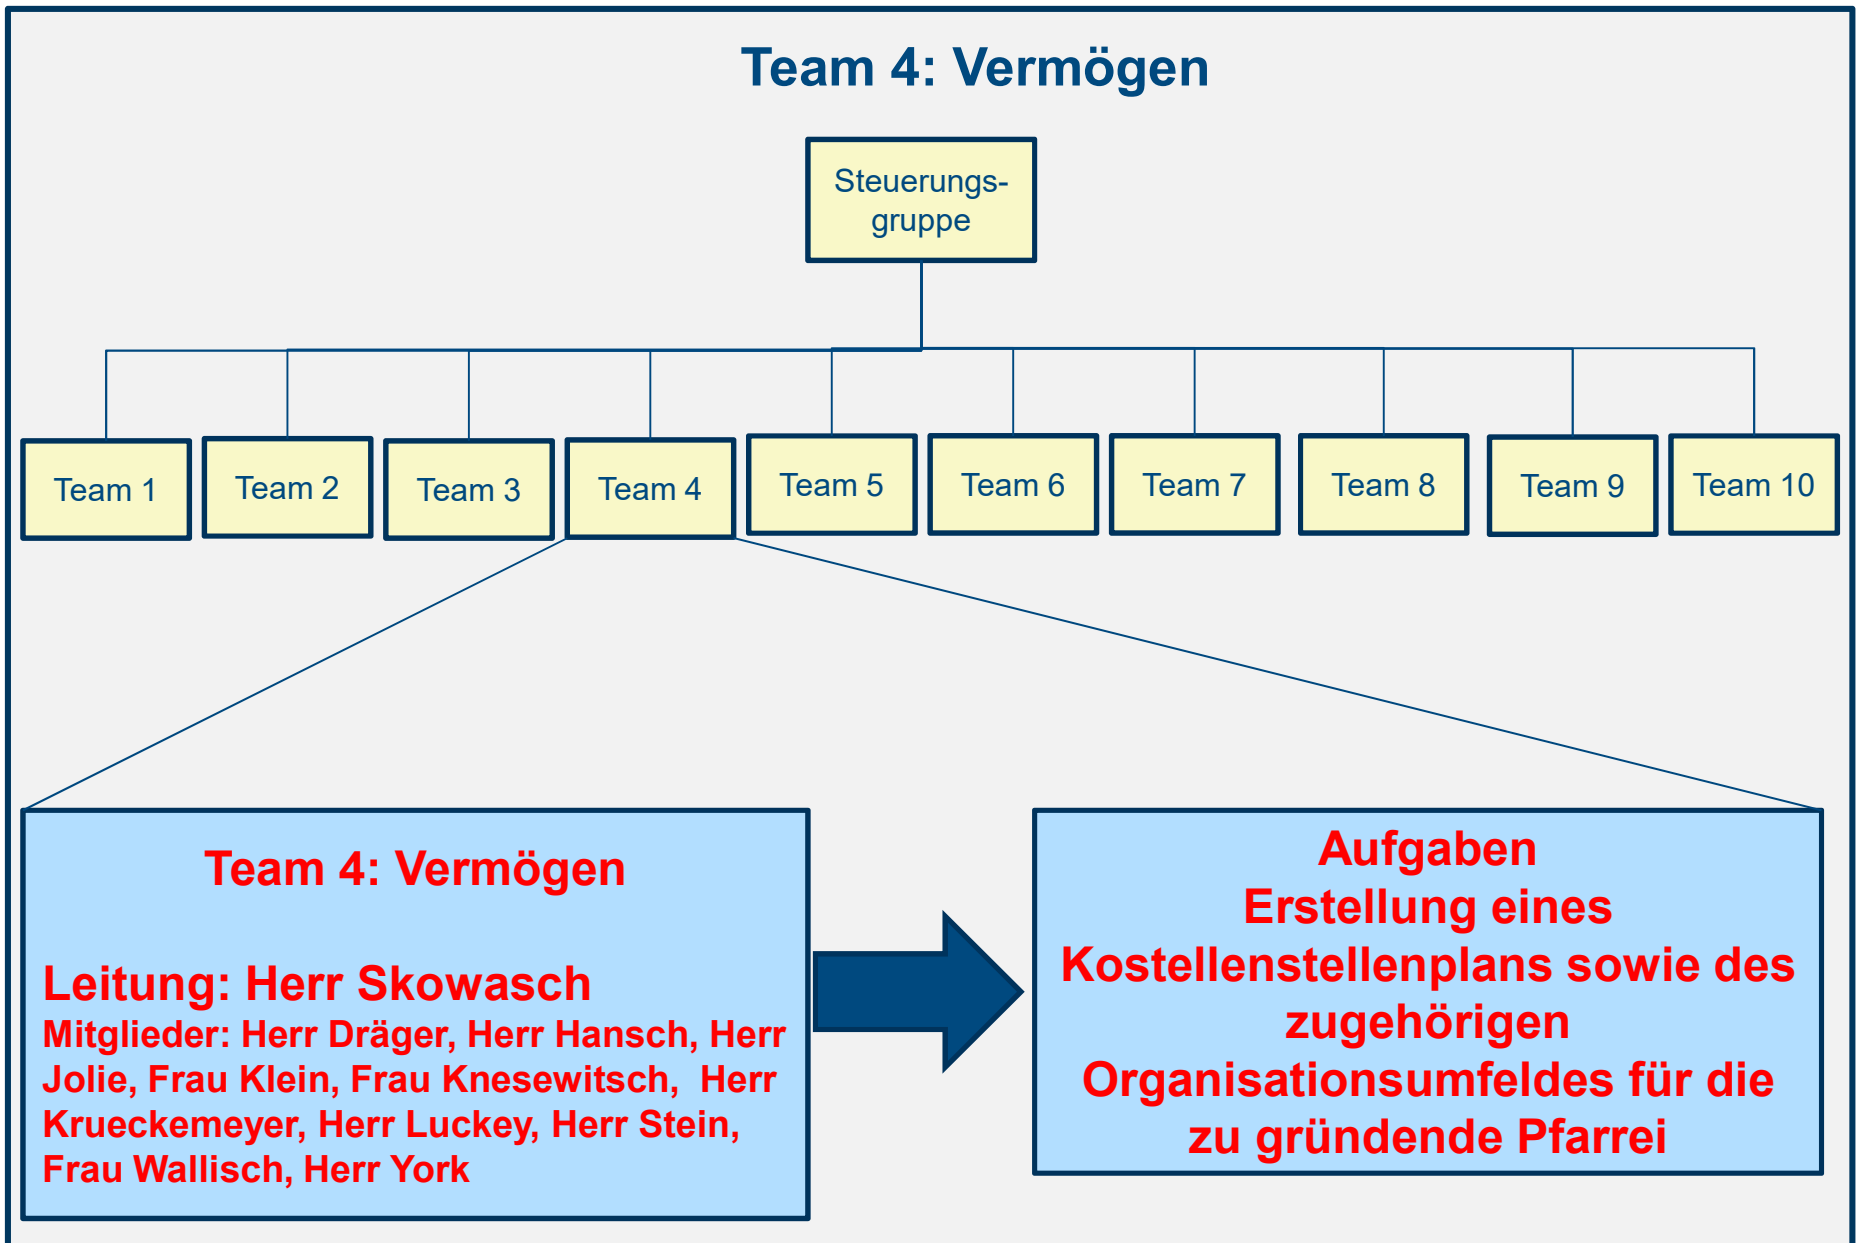 Team 4: Vermögen
Steuerungs-
gruppe
Team 1
Team 2
Team 3
Team 4
Team 5
Team 6
Team 7
Team 8
Team 9
Team 10
Team 4: Vermögen
Leitung: Herr Skowasch
Mitglieder: Herr Dräger, Herr Hansch, Herr
Jolie, Frau Klein, Frau Knesewitsch, Herr
Krueckemeyer, Herr Luckey, Herr Stein,
Frau Wallisch, Herr York
Aufgaben
Erstellung eines
Kostellenstellenplans sowie des
zugehörigen
Organisationsumfeldes für die
zu gründende Pfarrei